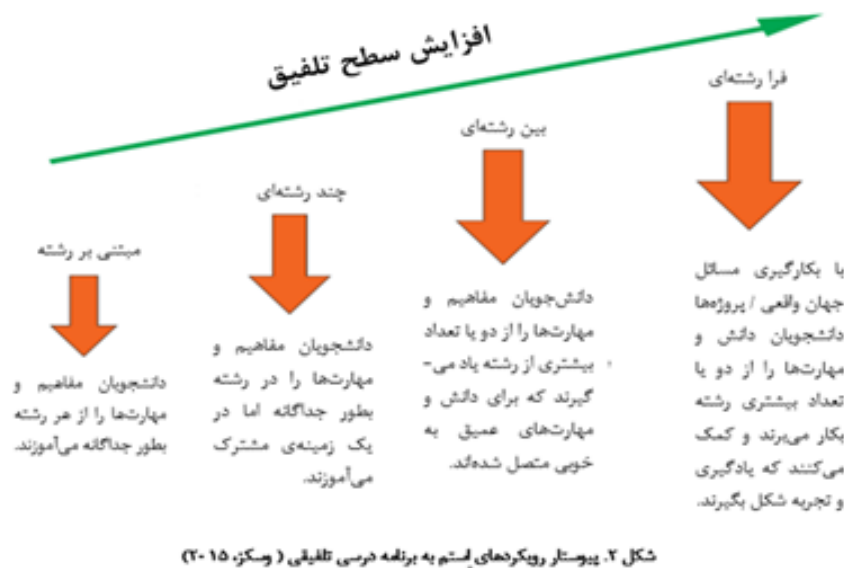 افزایش سطح تلفیق
فرا رشته‌ای
بین رشته‌ای
چند رشته‌ای
مبتنی بر رشته
با بکارگیری مسائل
جهان واقعی / پروژه‌ها
دانشجویان دانش و
مهارت‌ها را از دو یا
تعداد بیشتری رشته
بکار می‌برند و کمک
می‌کنند که یادگیری
و تجربه شکل بگیرند.
دانش‌جویان مفاهیم و
مهارت‌ها را از دو یا تعداد
بیشتری از رشته یاد می-
گیرند که برای دانش و
مهارت‌های عمیق به
خوبی متصل شده‌اند.
دانشجویان مفاهیم و
مهارت‌ها را در رشته
بطور جداگانه اما در
یک زمینه‌ی مشترک
می‌آموزند.
دانشجویان مفاهیم و
مهارت‌ها را از هر رشته
بطور جداگانه می‌آموزند.
شکل ۲. پیوستار رویکردهای استم به برنامه درسی تلفیقی ( وسکز، ۲۰۱۵)